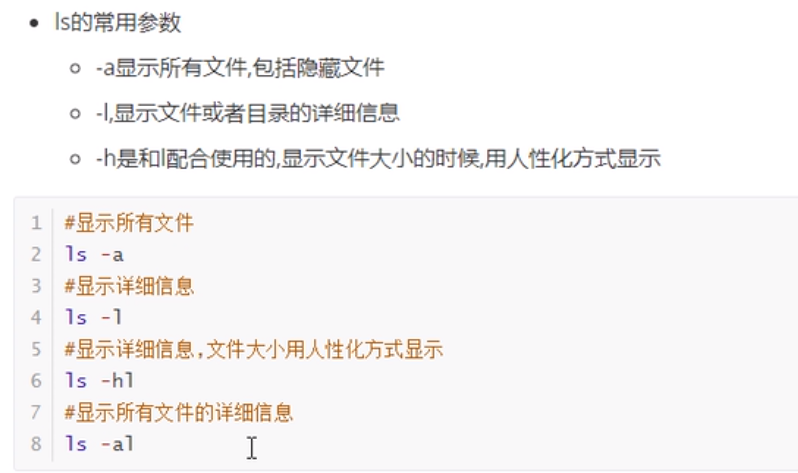 ls的常用参数
-a显示所有文件,包括隐藏文件
-l,显示文件或者目录的详细信息
-h是和l配合使用的,显示文件大小的时候,用人性化方式显示
1 #显示所有文件
2 ls -a
3 #显示详细信息
4 ls -l
5 #显示详细信息,文件大小用人性化方式显示
6 ls -hl
7 #显示所有文件的详细信息
8 ls -al